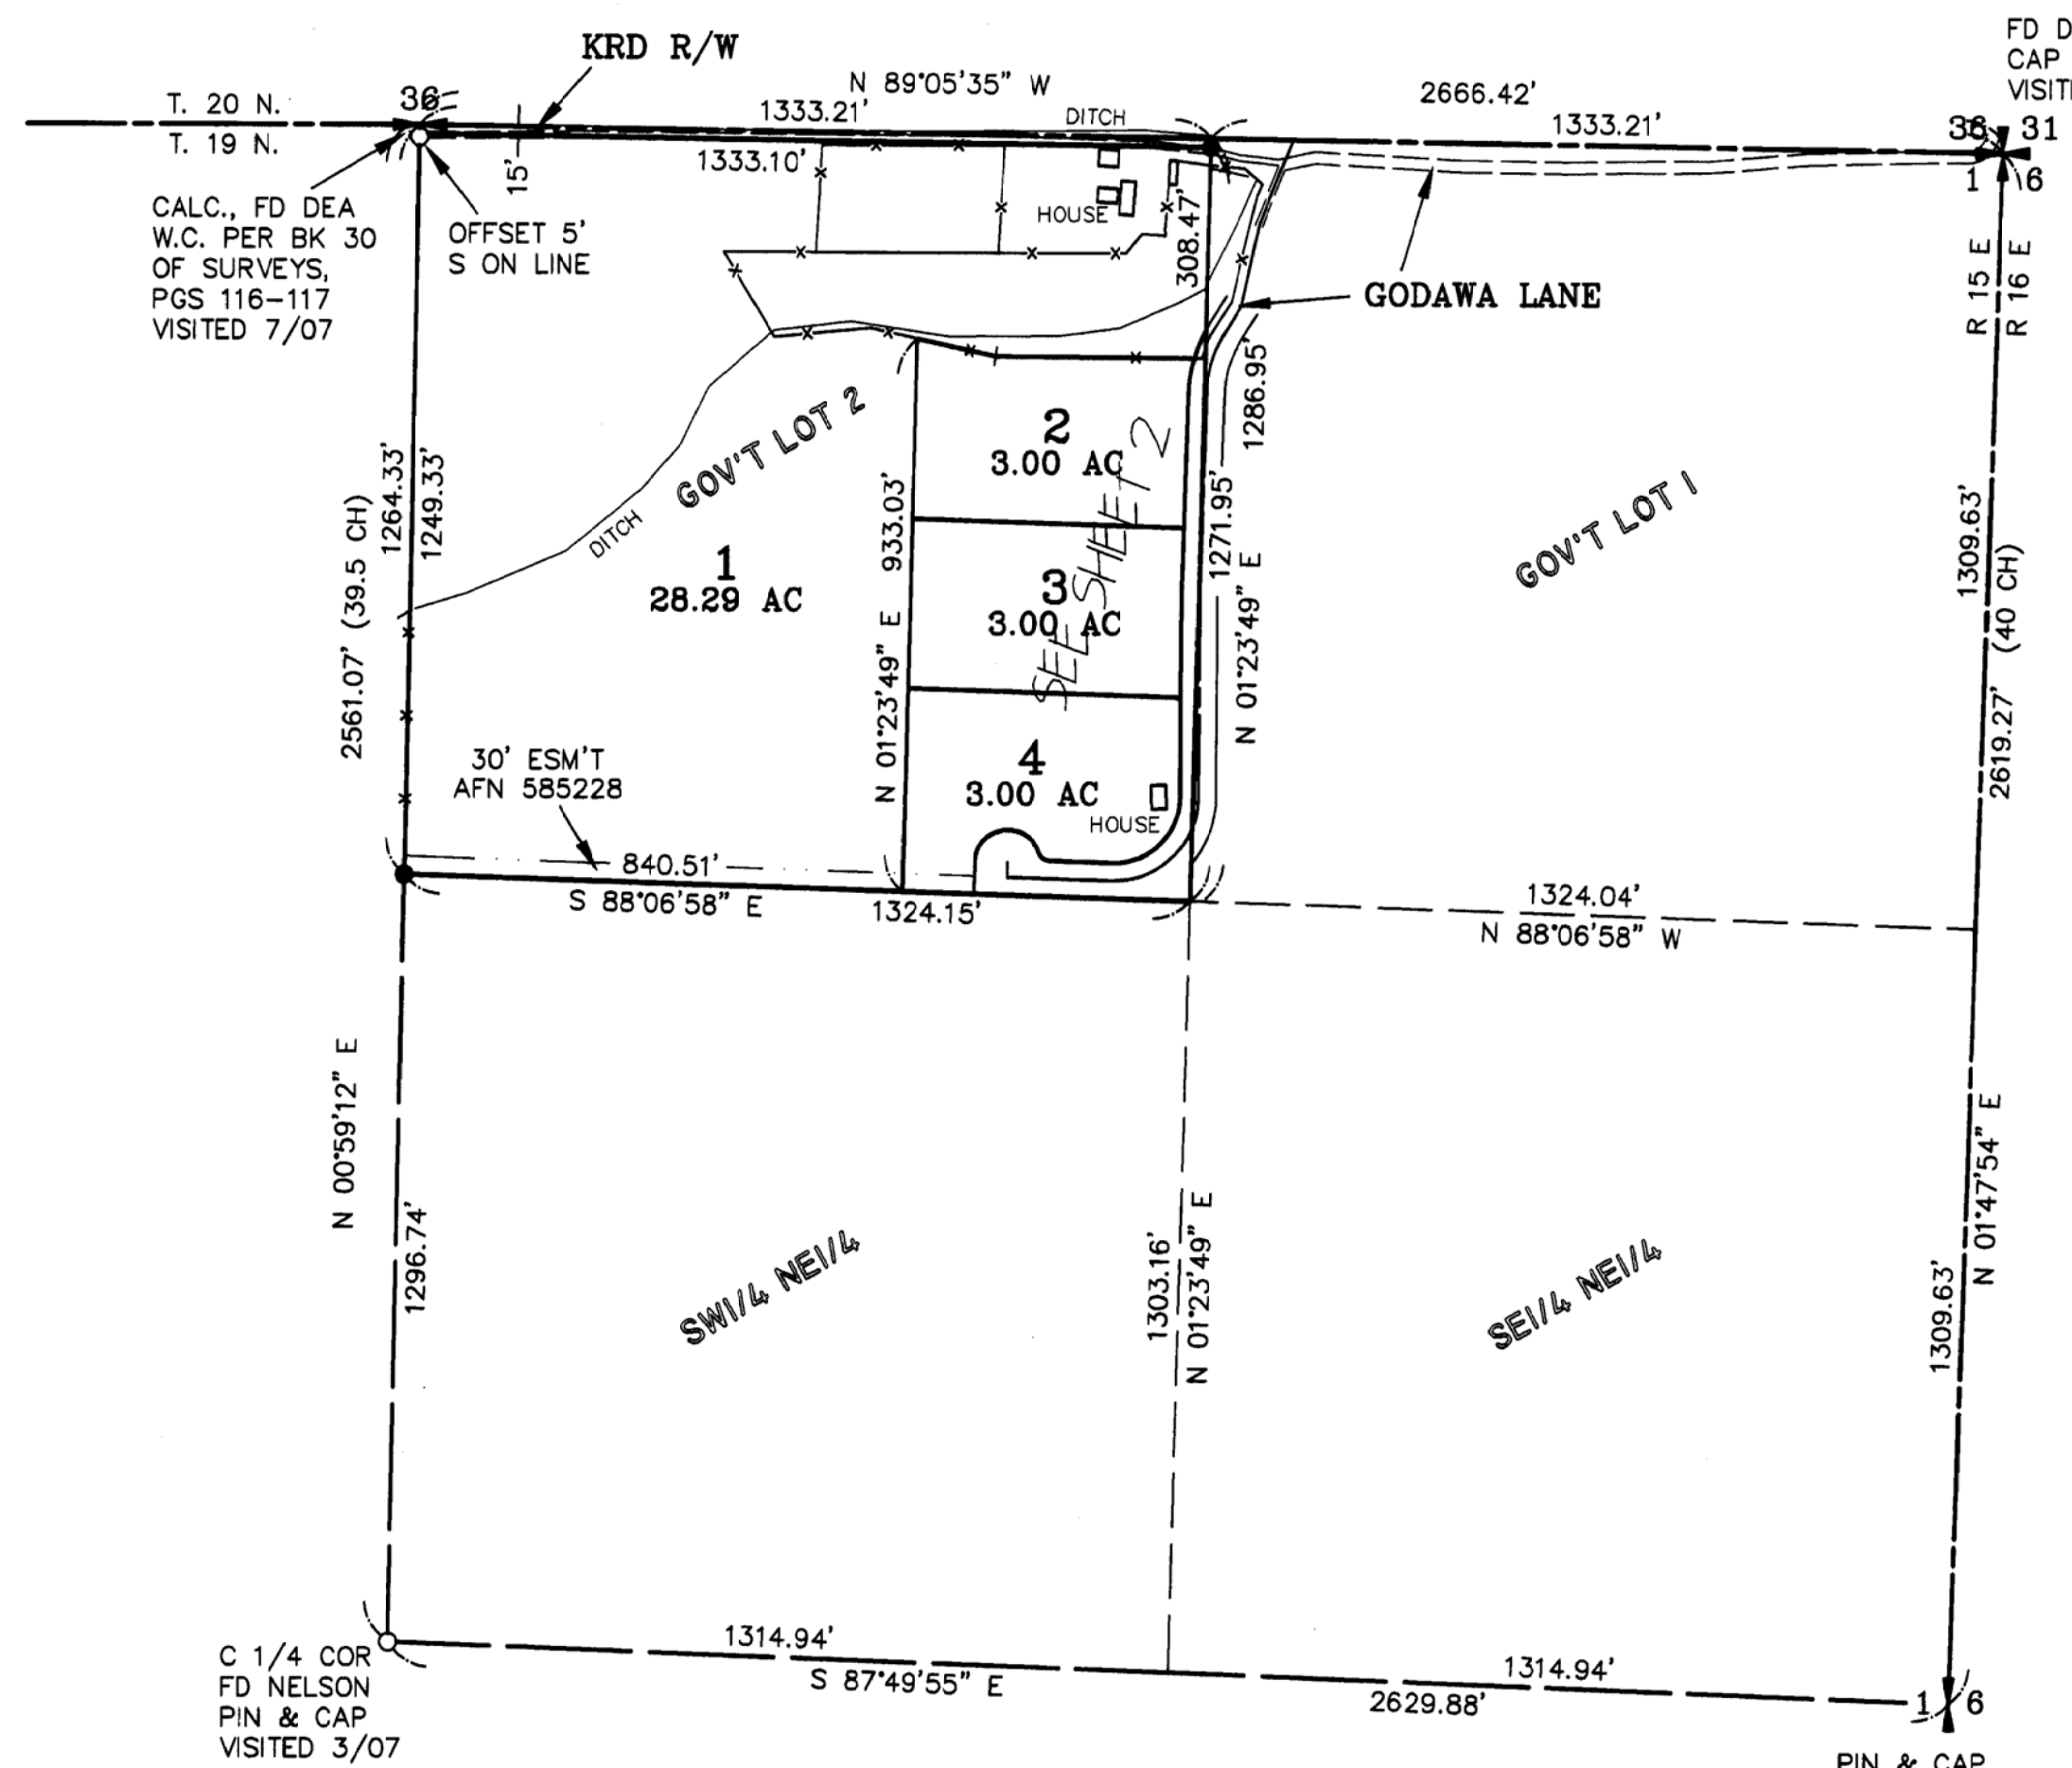 FD D
CAP
VISIT
KRD R/W
N 89°05'35" W
2666.42'
T. 20 N.
36
1333.21'
DITCH
1333.21'
36 31
T. 19 N.
1333.10'
15'
1 6
CALC., FD DEA
W.C. PER BK 30
OF SURVEYS,
PGS 116-117
VISITED 7/07
OFFSET 5'
S ON LINE
HOUSE
308.47'
GODAWA LANE
R 15 E
R 16 E
1286.95'
GOV'T LOT 2
2
3.00 AC
SEE SHEET 2
1264.33'
1249.33'
2561.07' (39.5 CH)
DITCH
933.03'
1271.95'
GOV'T LOT 1
1309.63'
2619.27' (40 CH)
1
28.29 AC
3
3.00 AC
N 01°23'49" E
N 01°23'49" E
30' ESM'T
AFN 585228
4
3.00 AC
HOUSE
840.51'
S 88°06'58" E
1324.15'
1324.04'
N 88°06'58" W
N 00°59'12" E
1296.74'
SW1/4 NE1/4
1303.16'
N 01°23'49" E
SE1/4 NE1/4
N 01°47'54" E
1309.63'
C 1/4 COR
FD NELSON
PIN & CAP
VISITED 3/07
1314.94'
S 87°49'55" E
1314.94'
2629.88'
1 6
PIN & CAP